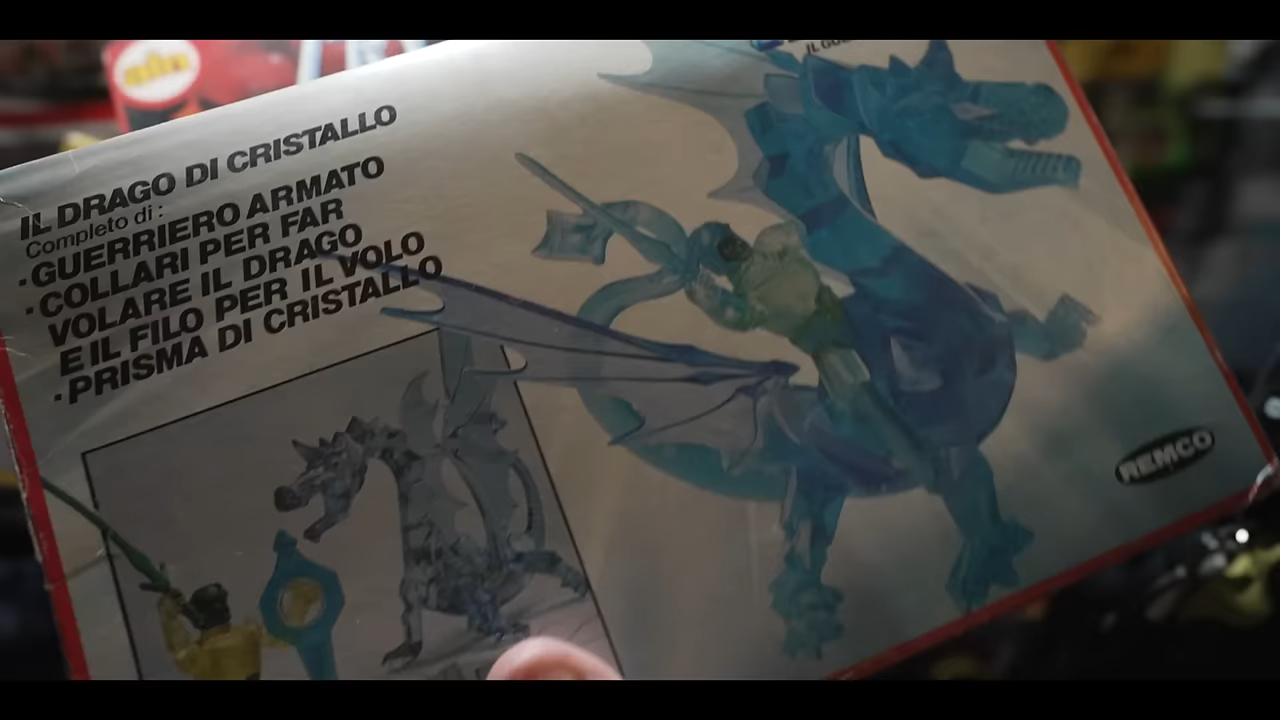 IL DRAGO DI CRISTALLO
Completo di:
·GUERRIERO ARMATO
·COLLARI PER FAR
VOLARE IL DRAGO
E IL FILO PER IL VOLO
·PRISMA DI CRISTALLO
REMCO